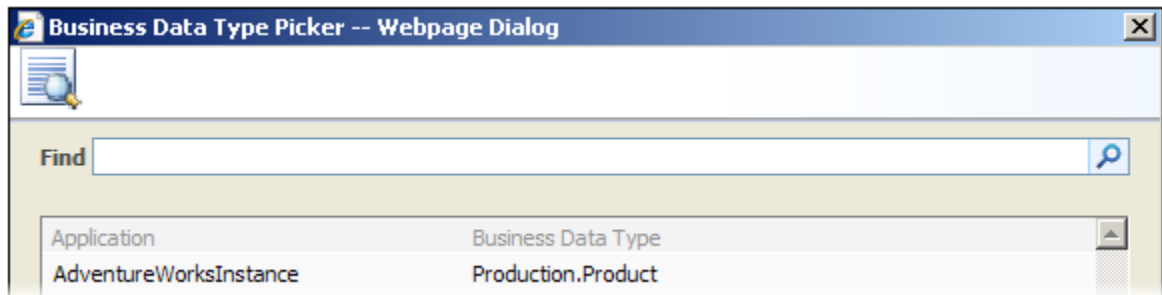 Business Data Type Picker -- Webpage Dialog
Find
Application Business Data Type
AdventureWorksInstance Production.Product